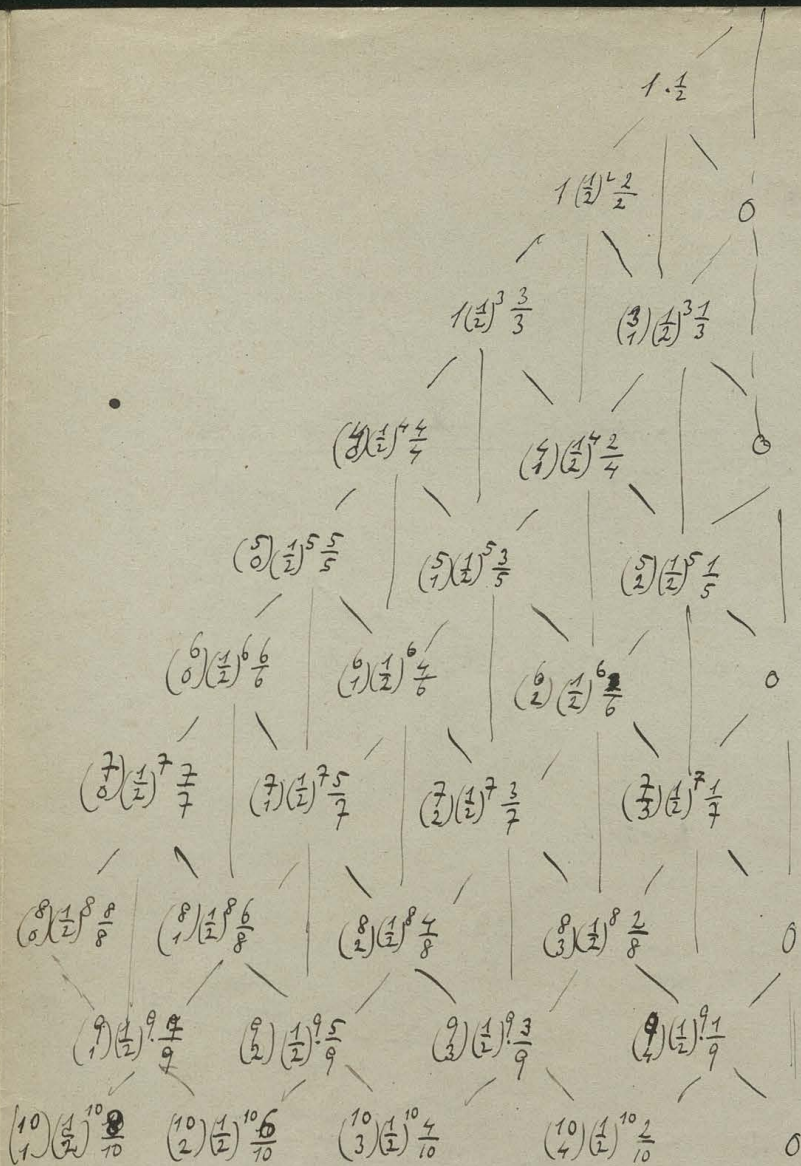 1·1/2
1(1/2)^2 2/2 0
1(1/2)^3 3/3 (3 1)(1/2)^3 1/3
(4 0)(1/2)^4 4/4 (4 1)(1/2)^4 2/4 0
(5 0)(1/2)^5 5/5 (5 1)(1/2)^5 3/5 (5 2)(1/2)^5 1/5
(6 0)(1/2)^6 6/6 (6 1)(1/2)^6 4/6 (6 2)(1/2)^6 2/6 0
(7 0)(1/2)^7 7/7 (7 1)(1/2)^7 5/7 (7 2)(1/2)^7 3/7 (7 3)(1/2)^7 1/7
(8 0)(1/2)^8 8/8 (8 1)(1/2)^8 6/8 (8 2)(1/2)^8 4/8 (8 3)(1/2)^8 2/8 0
(9 1)(1/2)^9·7/9 (9 2)(1/2)^9·5/9 (9 3)(1/2)^9·3/9 (9 4)(1/2)^9·1/9
(10 1)(1/2)^10 8/10 (10 2)(1/2)^10 6/10 (10 3)(1/2)^10 4/10 (10 4)(1/2)^10 2/10 0